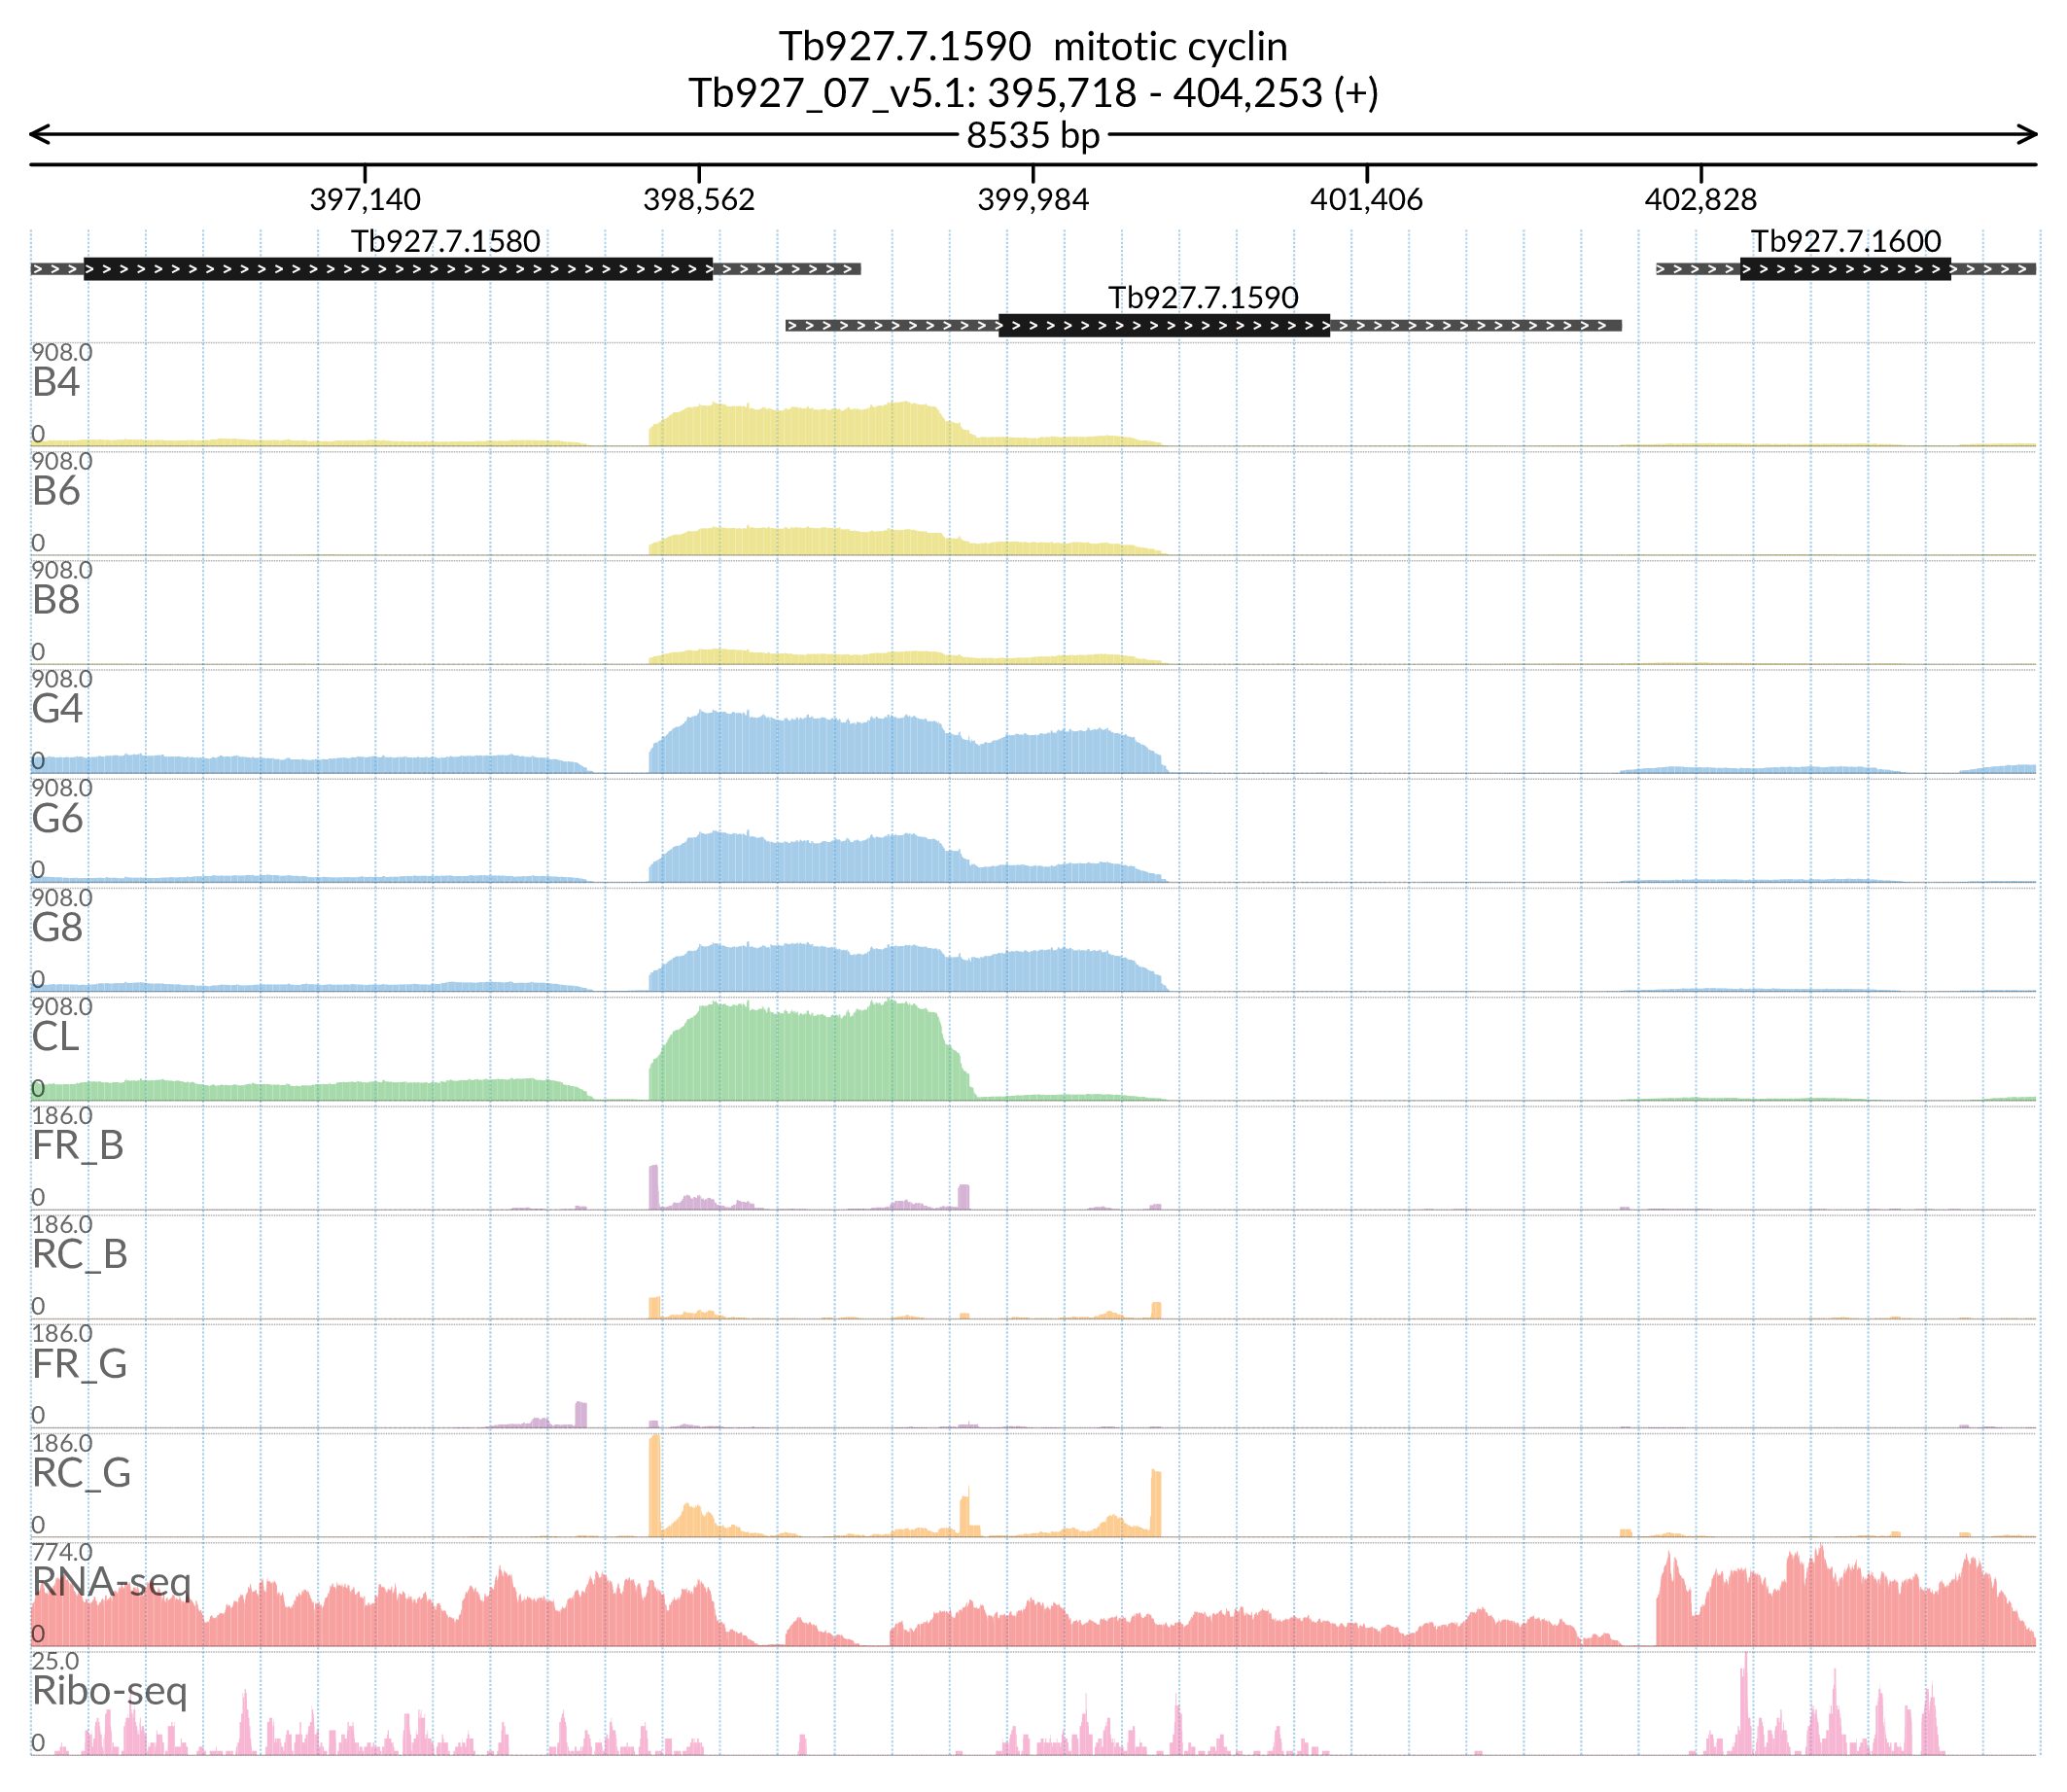 Tb927.7.1590 mitotic cyclin
Tb927_07_v5.1: 395,718 - 404,253 (+)
8535 bp
397,140 398,562 399,984 401,406 402,828
Tb927.7.1580 Tb927.7.1600
Tb927.7.1590
908.0
B4
0
908.0
B6
0
908.0
B8
0
908.0
G4
0
908.0
G6
0
908.0
G8
0
908.0
CL
0
186.0
FR_B
0
186.0
RC_B
0
186.0
FR_G
0
186.0
RC_G
0
774.0
RNA-seq
0
25.0
Ribo-seq
0